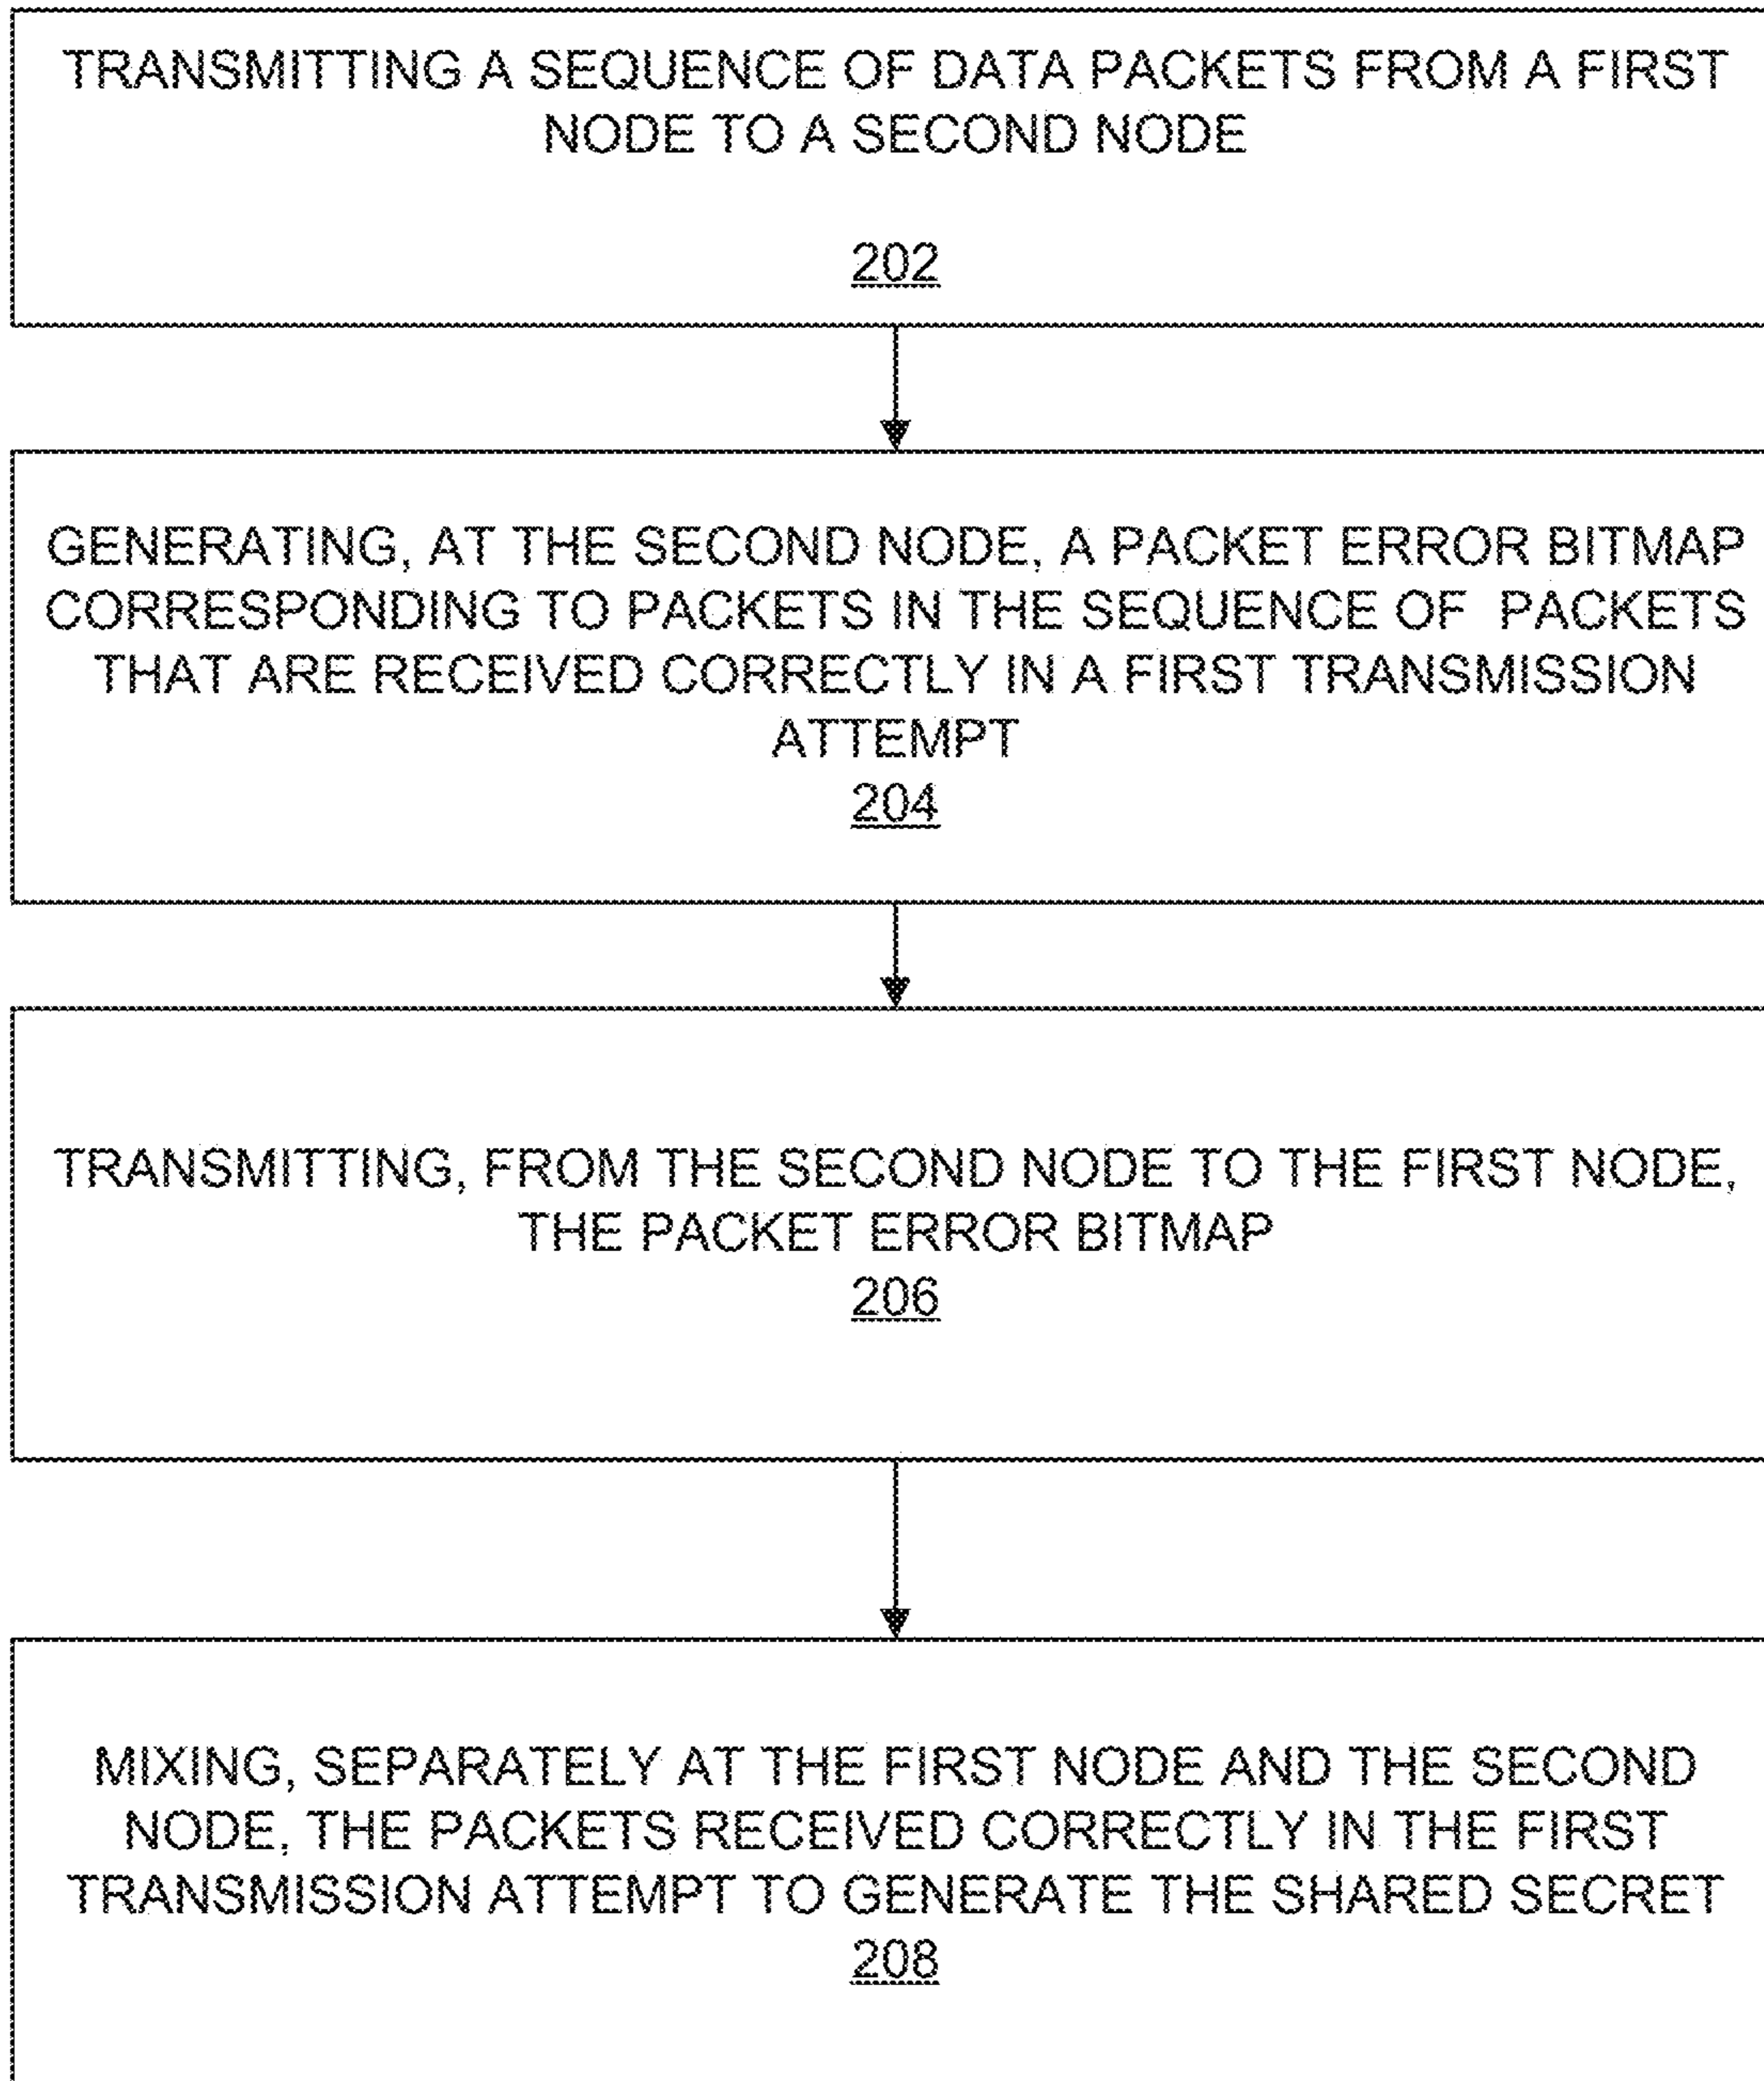 TRANSMITTING A SEQUENCE OF DATA PACKETS FROM A FIRST
NODE TO A SECOND NODE
202
GENERATING, AT THE SECOND NODE, A PACKET ERROR BITMAP
CORRESPONDING TO PACKETS IN THE SEQUENCE OF PACKETS
THAT ARE RECEIVED CORRECTLY IN A FIRST TRANSMISSION
ATTEMPT
204
TRANSMITTING, FROM THE SECOND NODE TO THE FIRST NODE,
THE PACKET ERROR BITMAP
206
MIXING, SEPARATELY AT THE FIRST NODE AND THE SECOND
NODE, THE PACKETS RECEIVED CORRECTLY IN THE FIRST
TRANSMISSION ATTEMPT TO GENERATE THE SHARED SECRET
208